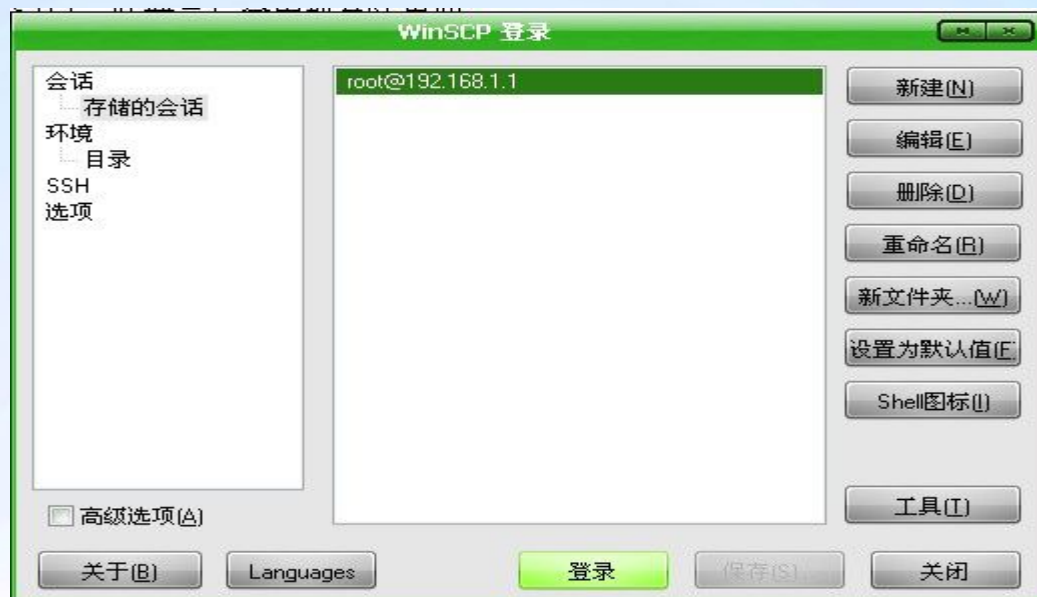 WinSCP 登录
会话
存储的会话
环境
目录
SSH
选项
高级选项(A)
root@192.168.1.1
新建(N)
编辑(E)
删除(D)
重命名(R)
新文件夹...(W)
设置为默认值(F
Shell图标(I)
工具(T)
关于(B)
Languages
登录
保存(S)...
关闭